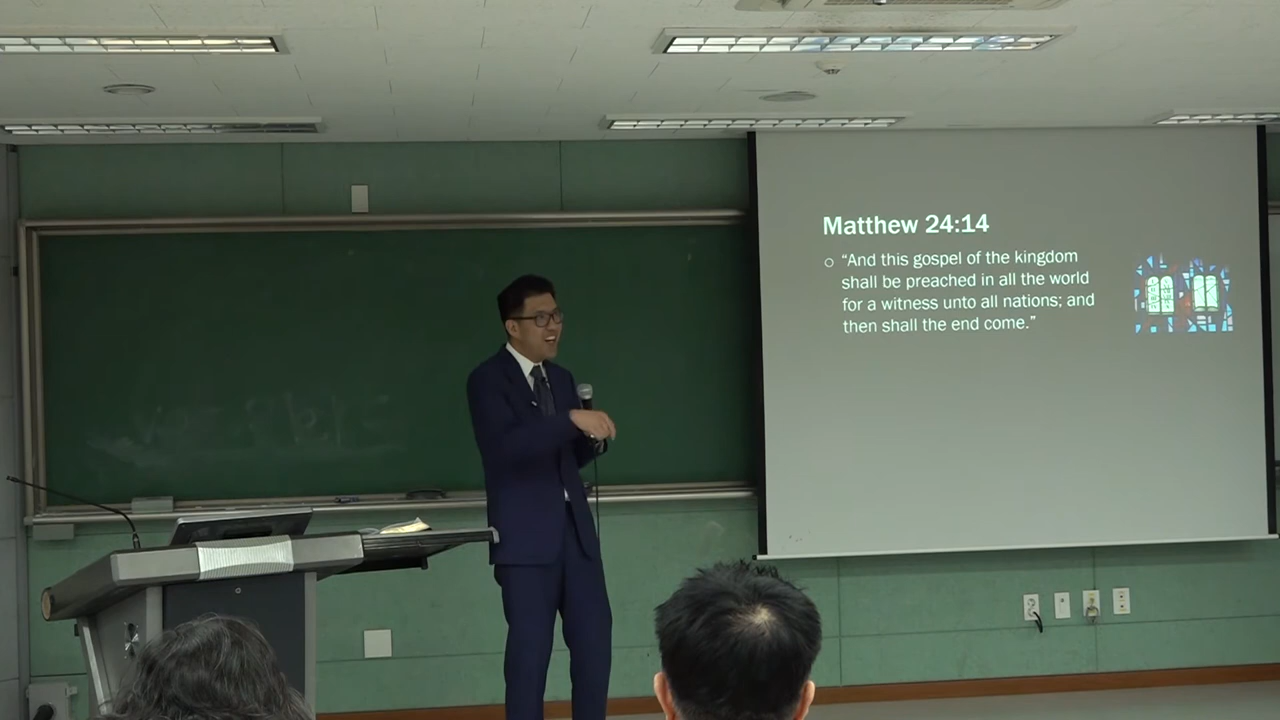 Matthew 24:14
“And this gospel of the kingdom
shall be preached in all the world
for a witness unto all nations; and
then shall the end come.”